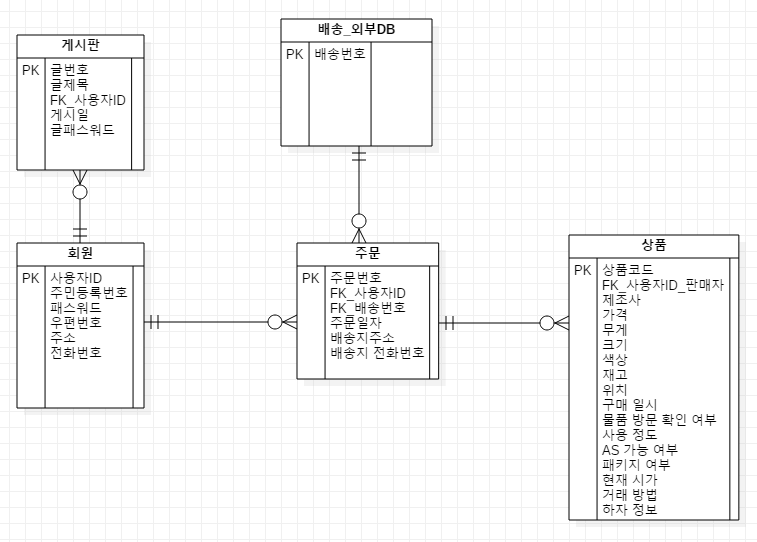 게시판
PK
글번호
글제목
FK_사용자ID
게시일
글패스워드
배송_외부DB
PK
배송번호
회원
PK
사용자ID
주민등록번호
패스워드
우편번호
주소
전화번호
주문
PK
주문번호
FK_사용자ID
FK_배송번호
주문일자
배송지주소
배송지 전화번호
상품
PK
상품코드
FK_사용자ID_판매자
제조사
가격
무게
크기
색상
재고
위치
구매 일시
물품 방문 확인 여부
사용 정도
AS 가능 여부
패키지 여부
현재 시가
거래 방법
하자 정보